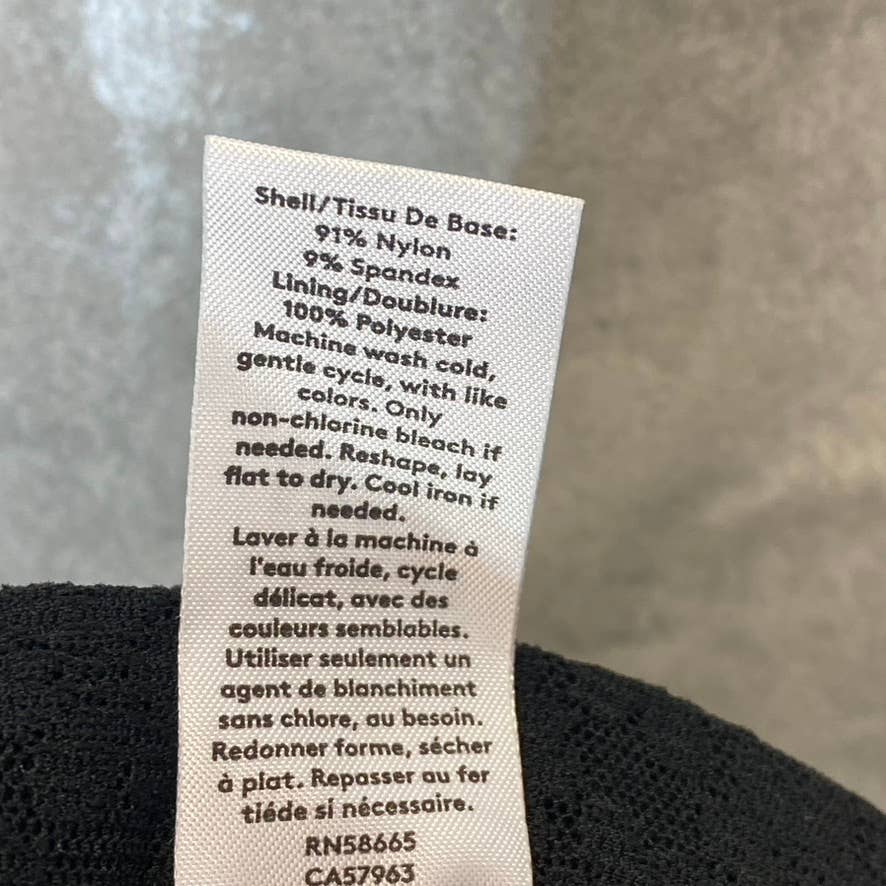 Shell/Tissu De Base:
91% Nylon
9% Spandex
Lining/Doublure:
100% Polyester
Machine wash cold,
gentle cycle, with like
colors. Only
non-chlorine bleach if
needed. Reshape, lay
flat to dry. Cool iron if
needed.
Laver à la machine à
l'eau froide, cycle
délicat, avec des
couleurs semblables.
Utiliser seulement un
agent de blanchiment
sans chlore, au besoin.
Redonner forme, sécher
à plat. Repasser au fer
tiéde si nécessaire.
RN58665
CA57963